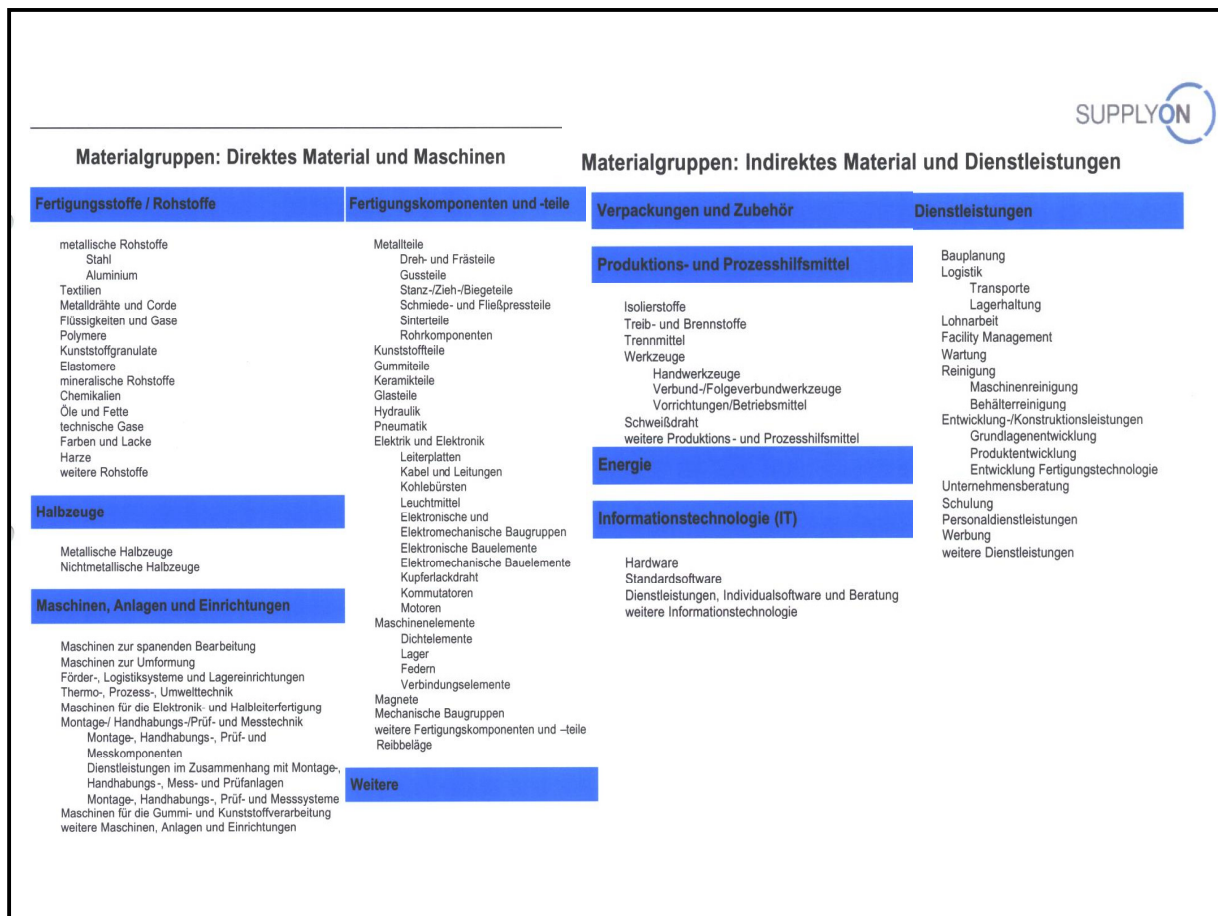 SUPPLYON
Materialgruppen: Direktes Material und Maschinen
Fertigungsstoffe / Rohstoffe
metallische Rohstoffe
Stahl
Aluminium
Textilien
Metalldrähte und Corde
Flüssigkeiten und Gase
Polymere
Kunststoffgranulate
Elastomere
mineralische Rohstoffe
Chemikalien
Öle und Fette
technische Gase
Farben und Lacke
Harze
weitere Rohstoffe
Halbzeuge
Metallische Halbzeuge
Nichtmetallische Halbzeuge
Maschinen, Anlagen und Einrichtungen
Maschinen zur spanenden Bearbeitung
Maschinen zur Umformung
Förder-, Logistiksysteme und Lagereinrichtungen
Thermo-, Prozess-, Umwelttechnik
Maschinen für die Elektronik- und Halbleiterfertigung
Montage-/ Handhabungs-/Prüf- und Messtechnik
Montage-, Handhabungs-, Prüf- und
Messkomponenten
Dienstleistungen im Zusammenhang mit Montage-,
Handhabungs-, Mess- und Prüfanlagen
Montage-, Handhabungs-, Prüf- und Messsysteme
Maschinen für die Gummi- und Kunststoffverarbeitung
weitere Maschinen, Anlagen und Einrichtungen
Fertigungskomponenten und -teile
Metallteile
Dreh- und Frästeile
Gussteile
Stanz-/Zieh-/Biegeteile
Schmiede- und Fließpressteile
Sinterteile
Rohrkomponenten
Kunststoffteile
Gummiteile
Keramikteile
Glasteile
Hydraulik
Pneumatik
Elektrik und Elektronik
Leiterplatten
Kabel und Leitungen
Kohlebürsten
Leuchtmittel
Elektronische und
Elektromechanische Baugruppen
Elektronische Bauelemente
Elektromechanische Bauelemente
Kupferlackdraht
Kommutatoren
Motoren
Maschinenelemente
Dichtelemente
Lager
Federn
Verbindungselemente
Magnete
Mechanische Baugruppen
weitere Fertigungskomponenten und –teile
Reibbeläge
Weitere
Materialgruppen: Indirektes Material und Dienstleistungen
Verpackungen und Zubehör
Produktions- und Prozesshilfsmittel
Isolierstoffe
Treib- und Brennstoffe
Trennmittel
Werkzeuge
Handwerkzeuge
Verbund-/Folgeverbundwerkzeuge
Vorrichtungen/Betriebsmittel
Schweißdraht
weitere Produktions- und Prozesshilfsmittel
Energie
Informationstechnologie (IT)
Hardware
Standardsoftware
Dienstleistungen, Individualsoftware und Beratung
weitere Informationstechnologie
Dienstleistungen
Bauplanung
Logistik
Transporte
Lagerhaltung
Lohnarbeit
Facility Management
Wartung
Reinigung
Maschinenreinigung
Behälterreinigung
Entwicklung-/Konstruktionsleistungen
Grundlagenentwicklung
Produktentwicklung
Entwicklung Fertigungstechnologie
Unternehmensberatung
Schulung
Personaldienstleistungen
Werbung
weitere Dienstleistungen